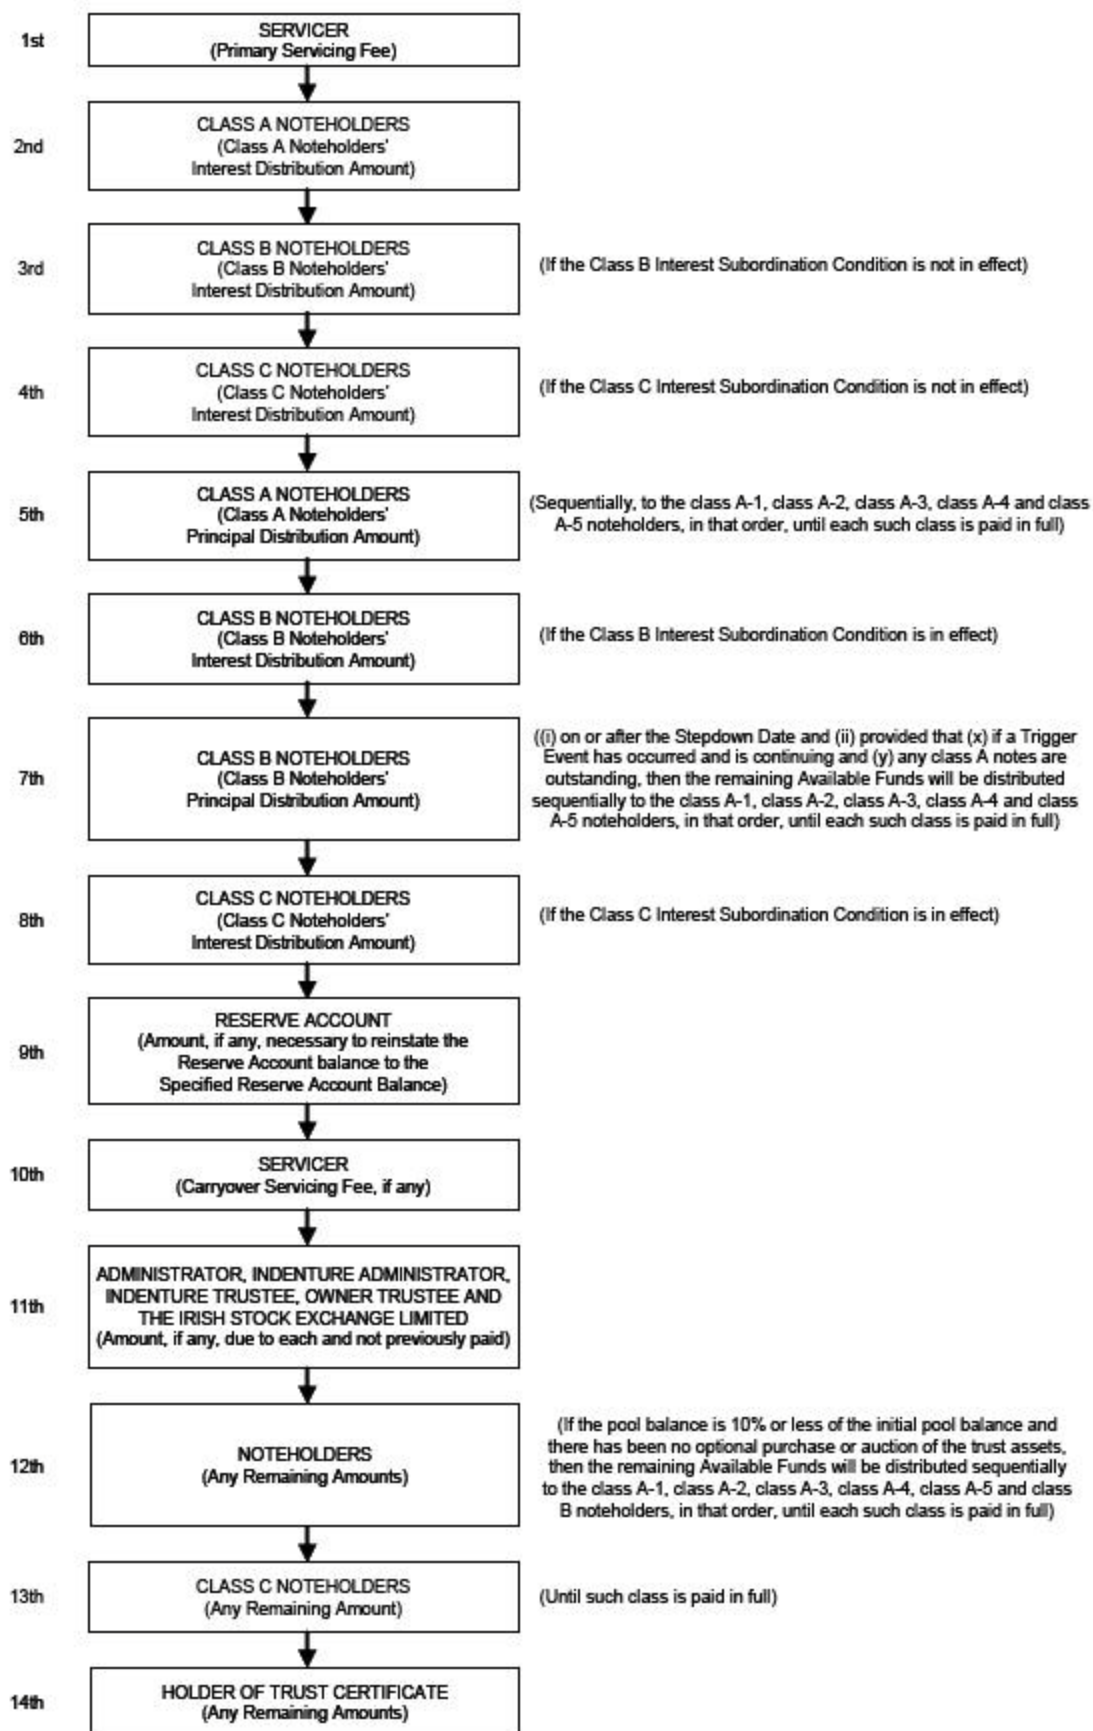 1st
SERVICER
(Primary Servicing Fee)
2nd
CLASS A NOTEHOLDERS
(Class A Noteholders'
Interest Distribution Amount)
3rd
CLASS B NOTEHOLDERS
(Class B Noteholders'
Interest Distribution Amount)
(If the Class B Interest Subordination Condition is not in effect)
4th
CLASS C NOTEHOLDERS
(Class C Noteholders'
Interest Distribution Amount)
(If the Class C Interest Subordination Condition is not in effect)
5th
CLASS A NOTEHOLDERS
(Class A Noteholders'
Principal Distribution Amount)
(Sequentially, to the class A-1, class A-2, class A-3, class A-4 and class
A-5 noteholders, in that order, until each such class is paid in full)
6th
CLASS B NOTEHOLDERS
(Class B Noteholders'
Interest Distribution Amount)
(If the Class B Interest Subordination Condition is in effect)
7th
CLASS B NOTEHOLDERS
(Class B Noteholders'
Principal Distribution Amount)
((i) on or after the Stepdown Date and (ii) provided that (x) if a Trigger
Event has occurred and is continuing and (y) any class A notes are
outstanding, then the remaining Available Funds will be distributed
sequentially to the class A-1, class A-2, class A-3, class A-4 and class
A-5 noteholders, in that order, until each such class is paid in full)
8th
CLASS C NOTEHOLDERS
(Class C Noteholders'
Interest Distribution Amount)
(If the Class C Interest Subordination Condition is in effect)
9th
RESERVE ACCOUNT
(Amount, if any, necessary to reinstate the
Reserve Account balance to the
Specified Reserve Account Balance)
10th
SERVICER
(Carryover Servicing Fee, if any)
11th
ADMINISTRATOR, INDENTURE ADMINISTRATOR,
INDENTURE TRUSTEE, OWNER TRUSTEE AND
THE IRISH STOCK EXCHANGE LIMITED
(Amount, if any, due to each and not previously paid)
12th
NOTEHOLDERS
(Any Remaining Amounts)
(If the pool balance is 10% or less of the initial pool balance and
there has been no optional purchase or auction of the trust assets,
then the remaining Available Funds will be distributed sequentially
to the class A-1, class A-2, class A-3, class A-4, class A-5 and class
B noteholders, in that order, until each such class is paid in full)
13th
CLASS C NOTEHOLDERS
(Any Remaining Amount)
(Until such class is paid in full)
14th
HOLDER OF TRUST CERTIFICATE
(Any Remaining Amounts)